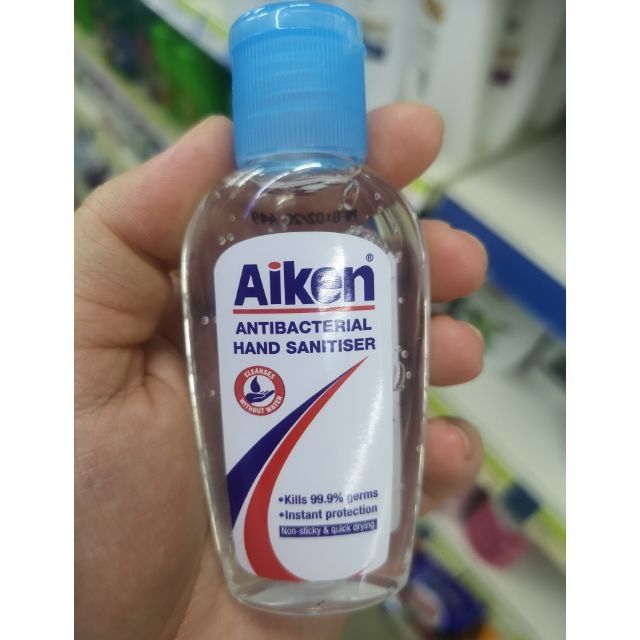 Aiken®
ANTIBACTERIAL
HAND SANITISER
CLEANSES
WITHOUT WATER
•Kills 99.9% germs
•Instant protection
Non-sticky & quick drying